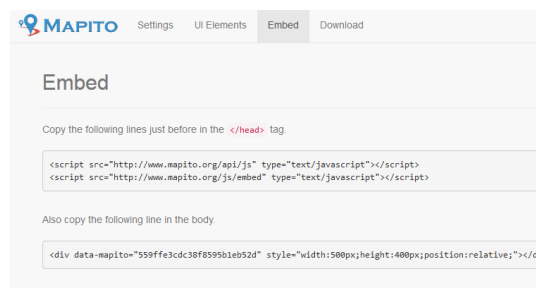 MAPITO Settings UI Elements Embed Download
Embed
Copy the following lines just before in the </head> tag.
<script src="http://www.mapito.org/api/js" type="text/javascript"></script>
<script src="http://www.mapito.org/js/embed" type="text/javascript"></script>
Also copy the following line in the body.
<div data-mapito="559ffe3cdc38f8595b1eb52d" style="width:500px;height:400px;position:relative;"></d